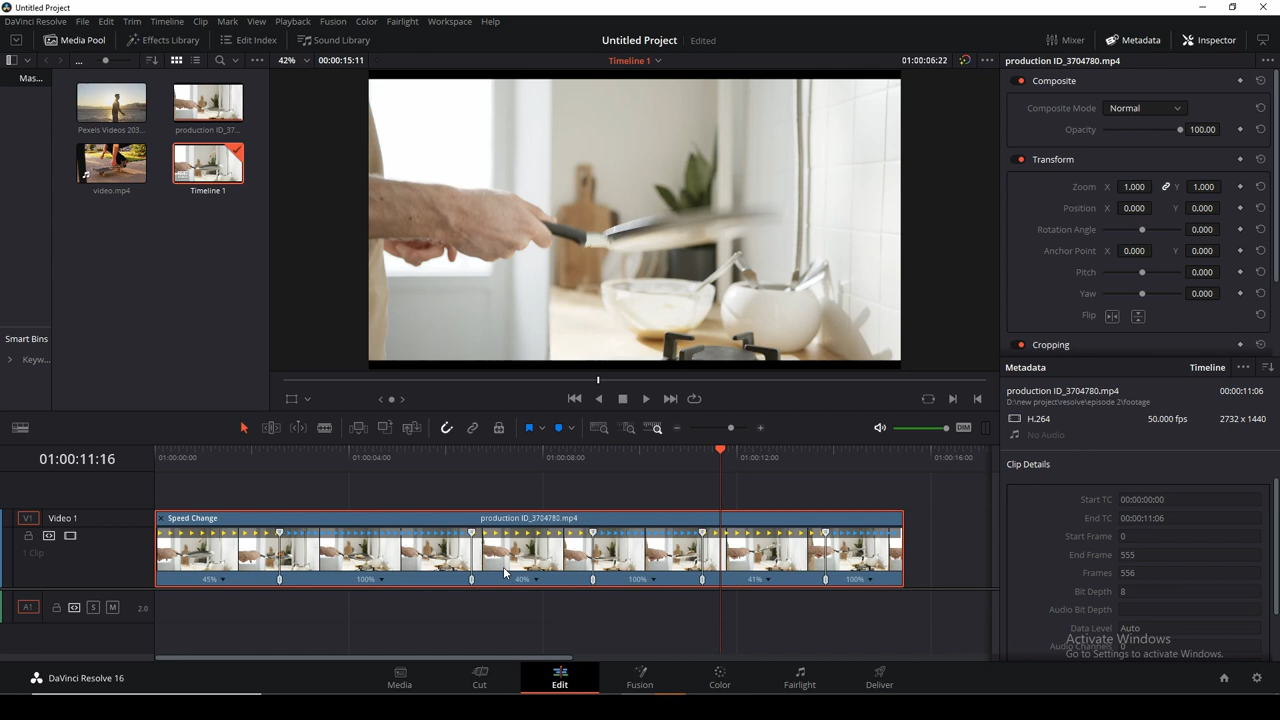 Untitled Project
DaVinci Resolve File Edit Trim Timeline Clip Mark View Playback Fusion Color Fairlight Workspace Help
Media Pool Effects Library Edit Index Sound Library Untitled Project Edited Mixer Metadata Inspector
... 42% 00:00:15:11 Timeline 1 01:00:06:22 production ID_3704780.mp4
Mas...
Pexels Videos 203... production ID_37...
video.mp4 Timeline 1
Smart Bins
Keyw...
Composite
Composite Mode Normal
Opacity 100.00
Transform
Zoom X 1.000 Y 1.000
Position X 0.000 Y 0.000
Rotation Angle 0.000
Anchor Point X 0.000 Y 0.000
Pitch 0.000
Yaw 0.000
Flip
Cropping
Metadata Timeline
production ID_3704780.mp4 00:00:11:06
D:\new project\resolve\episode 2\footage
H.264 50.000 fps 2732 x 1440
No Audio
Clip Details
Start TC 00:00:00:00
End TC 00:00:11:06
Start Frame 0
End Frame 555
Frames 556
Bit Depth 8
Audio Bit Depth
Data Level Auto
Audio Channels 0
Activate Windows
Go to Settings to activate Windows.
DIM
01:00:11:16 01:00:00:00 01:00:04:00 01:00:08:00 01:00:12:00 01:00:16:00
V1 Video 1 Speed Change production ID_3704780.mp4
1 Clip
45% 100% 40% 100% 41% 100%
A1 S M 2.0
DaVinci Resolve 16 Media Cut Edit Fusion Color Fairlight Deliver